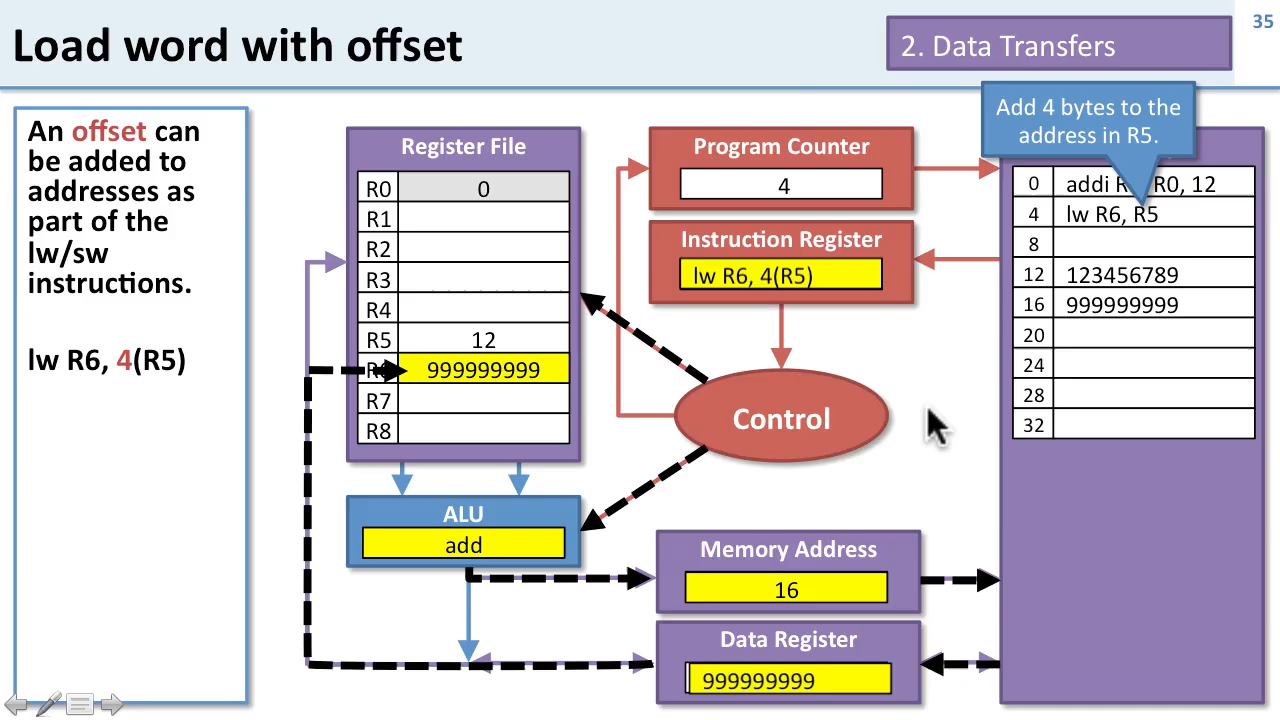 Load word with offset
2. Data Transfers
35
An offset can
be added to
addresses as
part of the
lw/sw
instructions.
lw R6, 4(R5)
Register File
R0 0
R1
R2
R3
R4
R5 12
999999999
R7
R8
ALU
add
Program Counter
4
Instruction Register
lw R6, 4(R5)
Control
Memory Address
16
Data Register
999999999
Add 4 bytes to the
address in R5.
0 addi R0, 12
4 lw R6, R5
8
12 123456789
16 999999999
20
24
28
32